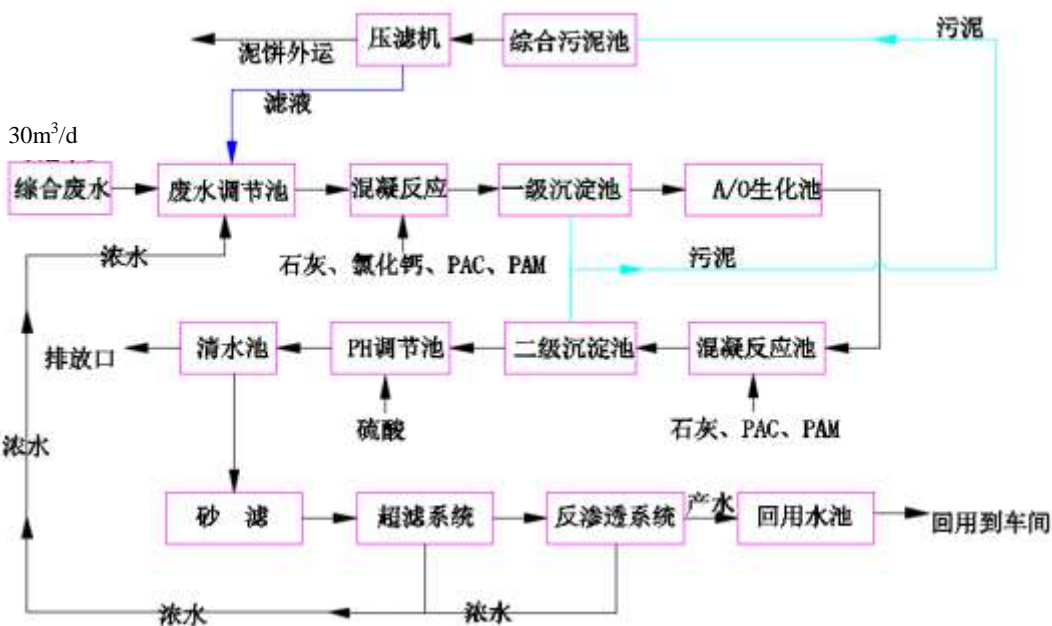 压滤机
综合污泥池
污泥
泥饼外运
滤液
30m³/d
综合废水
废水调节池
混凝反应
一级沉淀池
A/O生化池
浓水
石灰、氯化钙、PAC、PAM
污泥
排放口
清水池
PH调节池
二级沉淀池
混凝反应池
浓水
硫酸
石灰、PAC、PAM
砂 滤
超滤系统
反渗透系统
产水
回用水池
回用到车间
浓水
浓水